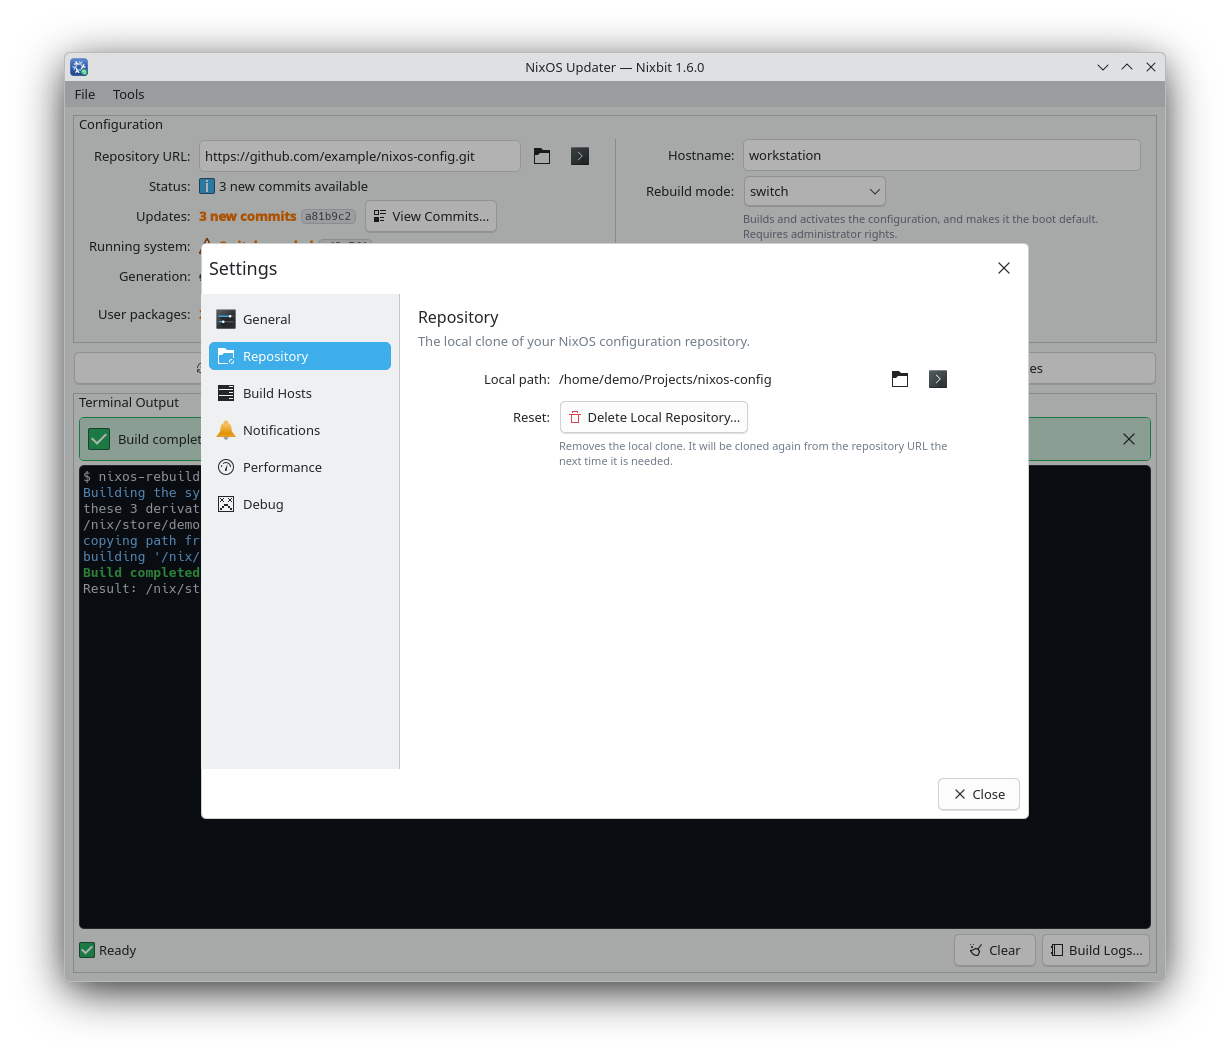 NixOS Updater — Nixbit 1.6.0
File Tools
Configuration
Repository URL: https://github.com/example/nixos-config.git
Status: 3 new commits available
Updates: 3 new commits a81b9c2 View Commits...
Running system:
Generation:
User packages:
Hostname: workstation
Rebuild mode: switch
Builds and activates the configuration, and makes it the boot default.
Requires administrator rights.
Settings
General
Repository
Build Hosts
Notifications
Performance
Debug
Repository
The local clone of your NixOS configuration repository.
Local path: /home/demo/Projects/nixos-config
Reset: Delete Local Repository...
Removes the local clone. It will be cloned again from the repository URL the
next time it is needed.
Close
Terminal Output
Build complet
$ nixos-rebuild
Building the sy
these 3 derivat
/nix/store/demo
copying path fr
building '/nix/
Build completed
Result: /nix/st
Ready
Clear
Build Logs...